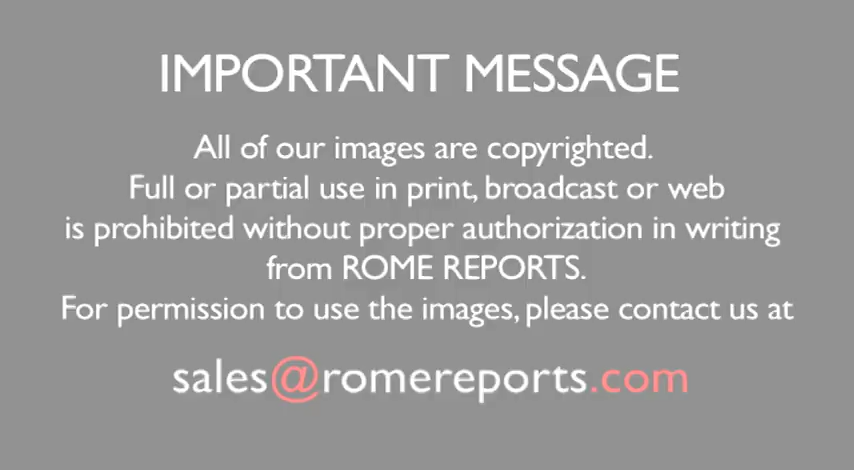 IMPORTANT MESSAGE
All of our images are copyrighted.
Full or partial use in print, broadcast or web
is prohibited without proper authorization in writing
from ROME REPORTS.
For permission to use the images, please contact us at
sales@romereports.com